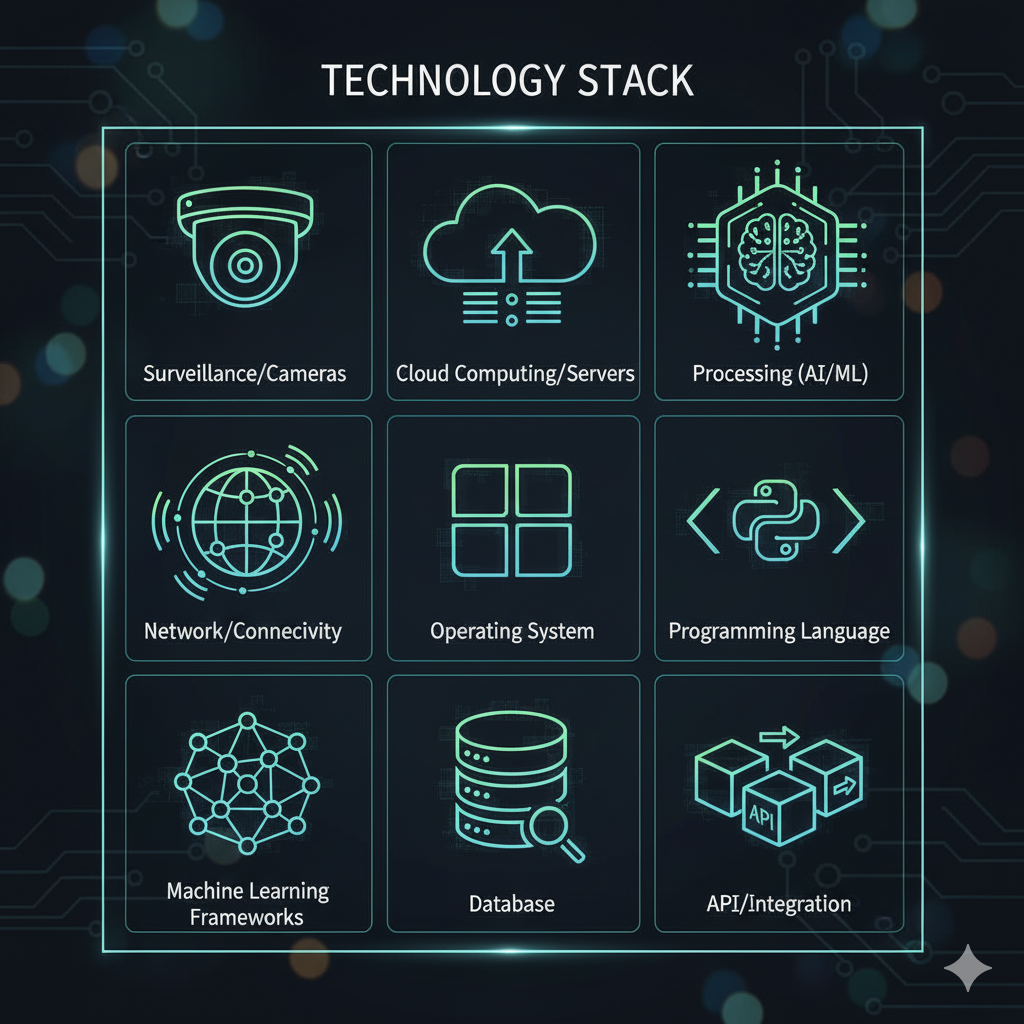 TECHNOLOGY STACK
Surveillance/Cameras
Cloud Computing/Servers
Processing (AI/ML)
Network/Connecivity
Operating System
Programming Language
Machine Learning
Frameworks
Database
API
API/Integration